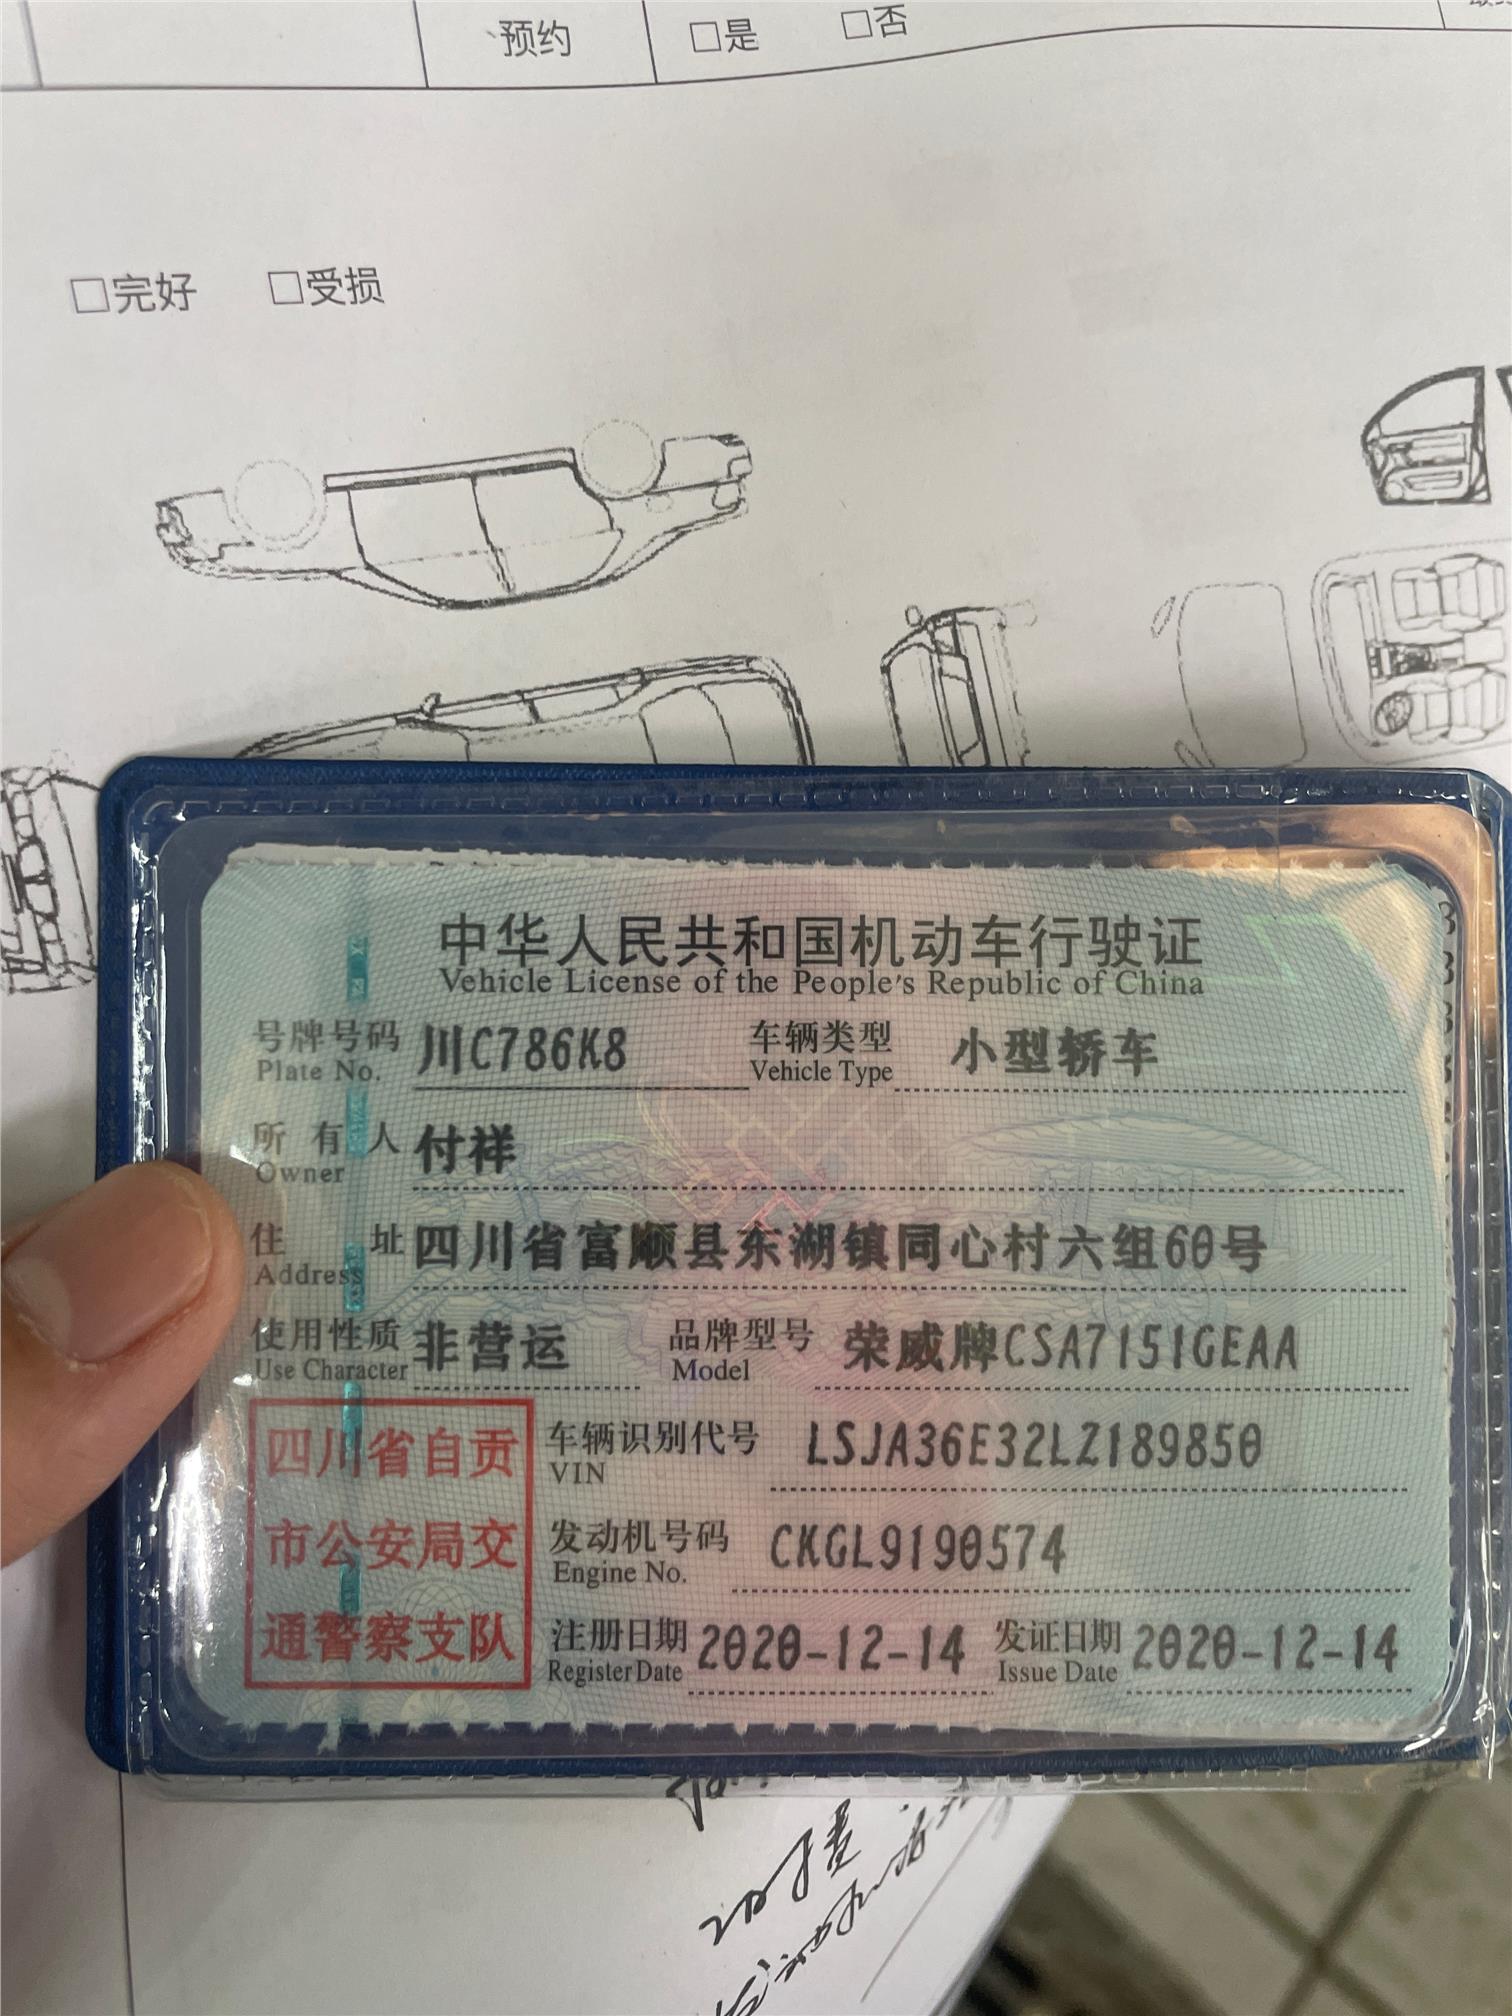 预约 □是 □否
□完好 □受损
中华人民共和国机动车行驶证
Vehicle License of the People's Republic of China
号牌号码 川C786K8 车辆类型 小型轿车
Plate No. Vehicle Type
所有人 付祥
Owner
住址 四川省富顺县东湖镇同心村六组60号
Address
使用性质 非营运 品牌型号 荣威牌CSA7151GEAA
Use Character Model
四川省自贡
市公安局交
通警察支队
车辆识别代号 LSJA36E32LZ189850
VIN
发动机号码 CKGL9190574
Engine No.
注册日期 2020-12-14 发证日期 2020-12-14
Register Date Issue Date